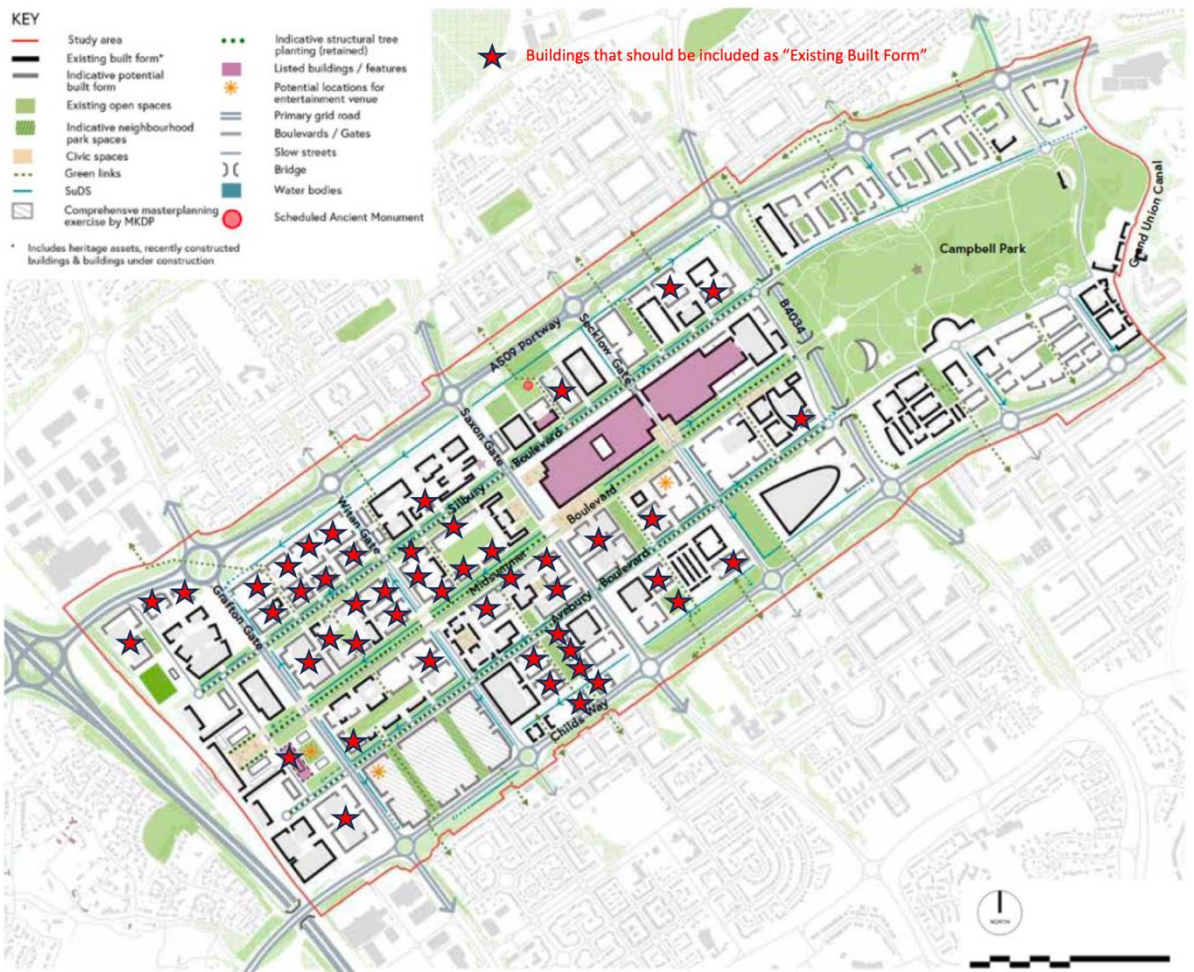 KEY
Study area
Existing built form*
Indicative potential
built form
Existing open spaces
Indicative neighbourhood
park spaces
Civic spaces
Green links
SuDS
Comprehensve masterplanning
exercise by MKDP
* Includes heritage assets, recently constructed
buildings & buildings under construction
Indicative structural tree
planting (retained)
Listed buildings / features
Potential locations for
entertainment venue
Primary grid road
Boulevards / Gates
Slow streets
Bridge
Water bodies
Scheduled Ancient Monument
Buildings that should be included as “Existing Built Form”
Grand Union Canal
Campbell Park
B4034
Secklow Gate
A509 Portway
Saxon Gate
Silbury Boulevard
Witan Gate
Midsummer Boulevard
Avebury Boulevard
Grafton Gate
Childs Way
NORTH